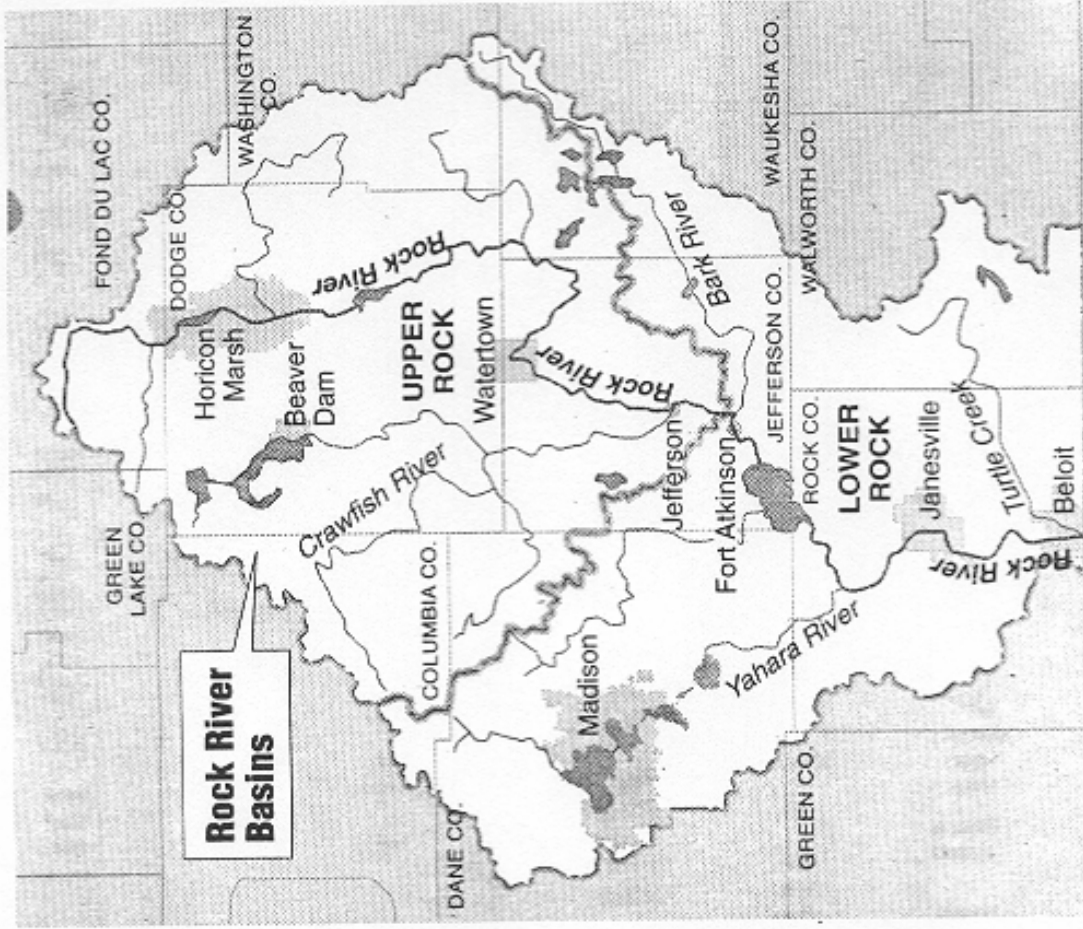 FOND DU LAC CO.
WASHINGTON
CO.
DODGE CO.
GREEN
LAKE CO.
Rock River
Basins
Horicon
Marsh
Beaver
Dam
Rock River
UPPER
ROCK
Crawfish River
COLUMBIA CO.
Watertown
Rock River
WAUKESHA CO.
WALWORTH CO.
Bark River
JEFFERSON CO.
Jefferson
Fort Atkinson
DANE CO.
Madison
Yahara River
GREEN CO.
ROCK CO.
LOWER
ROCK
Janesville
Turtle Creek
Rock River
Beloit